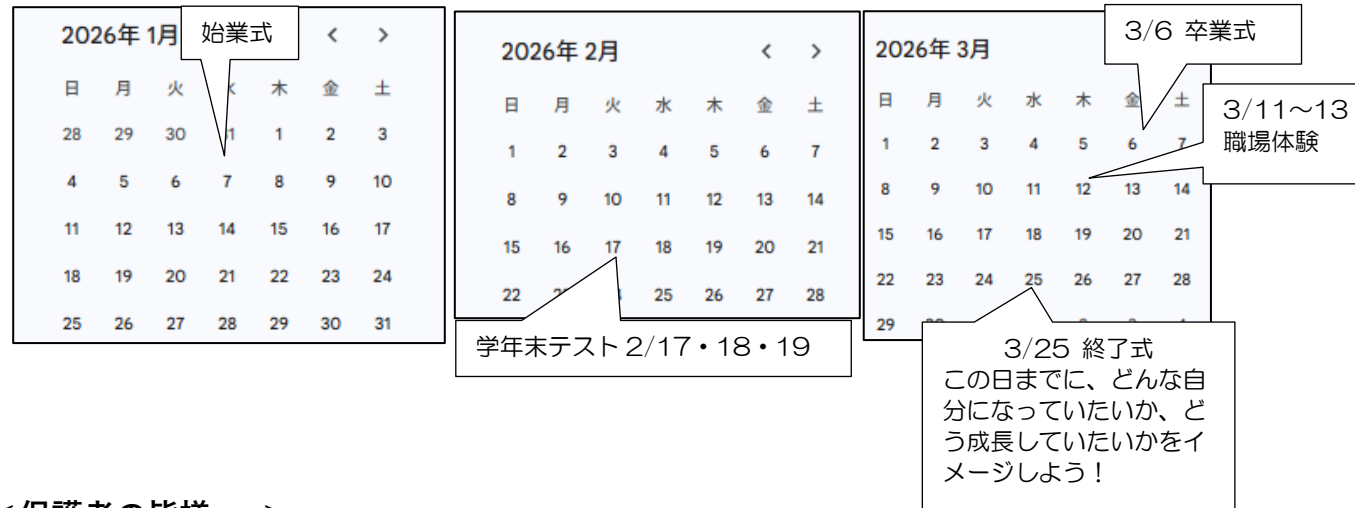 2026年 1月
始業式
< >
日 月 火 水 木 金 土
28 29 30 31 1 2 3
4 5 6 7 8 9 10
11 12 13 14 15 16 17
18 19 20 21 22 23 24
25 26 27 28 29 30 31
2026年 2月
< >
日 月 火 水 木 金 土
1 2 3 4 5 6 7
8 9 10 11 12 13 14
15 16 17 18 19 20 21
22 25 26 27 28
学年末テスト 2/17・18・19
2026年 3月
3/6 卒業式
3/11～13
職場体験
日 月 火 水 木 金 土
1 2 3 4 5 6 7
8 9 10 11 12 13 14
15 16 17 18 19 20 21
22 23 24 25 26 27 28
29
3/25 終了式
この日までに、どんな自
分になっていたいか、ど
う成長していたいかをイ
メージしよう！